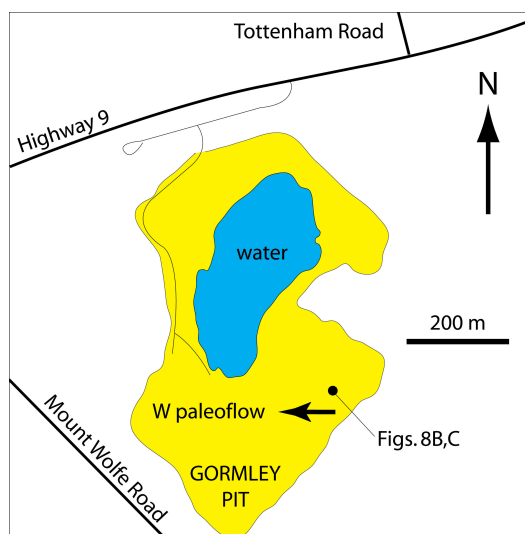 Tottenham Road
Highway 9
N
water
200 m
W paleoflow
Figs. 8B,C
Mount Wolfe Road
GORMLEY
PIT